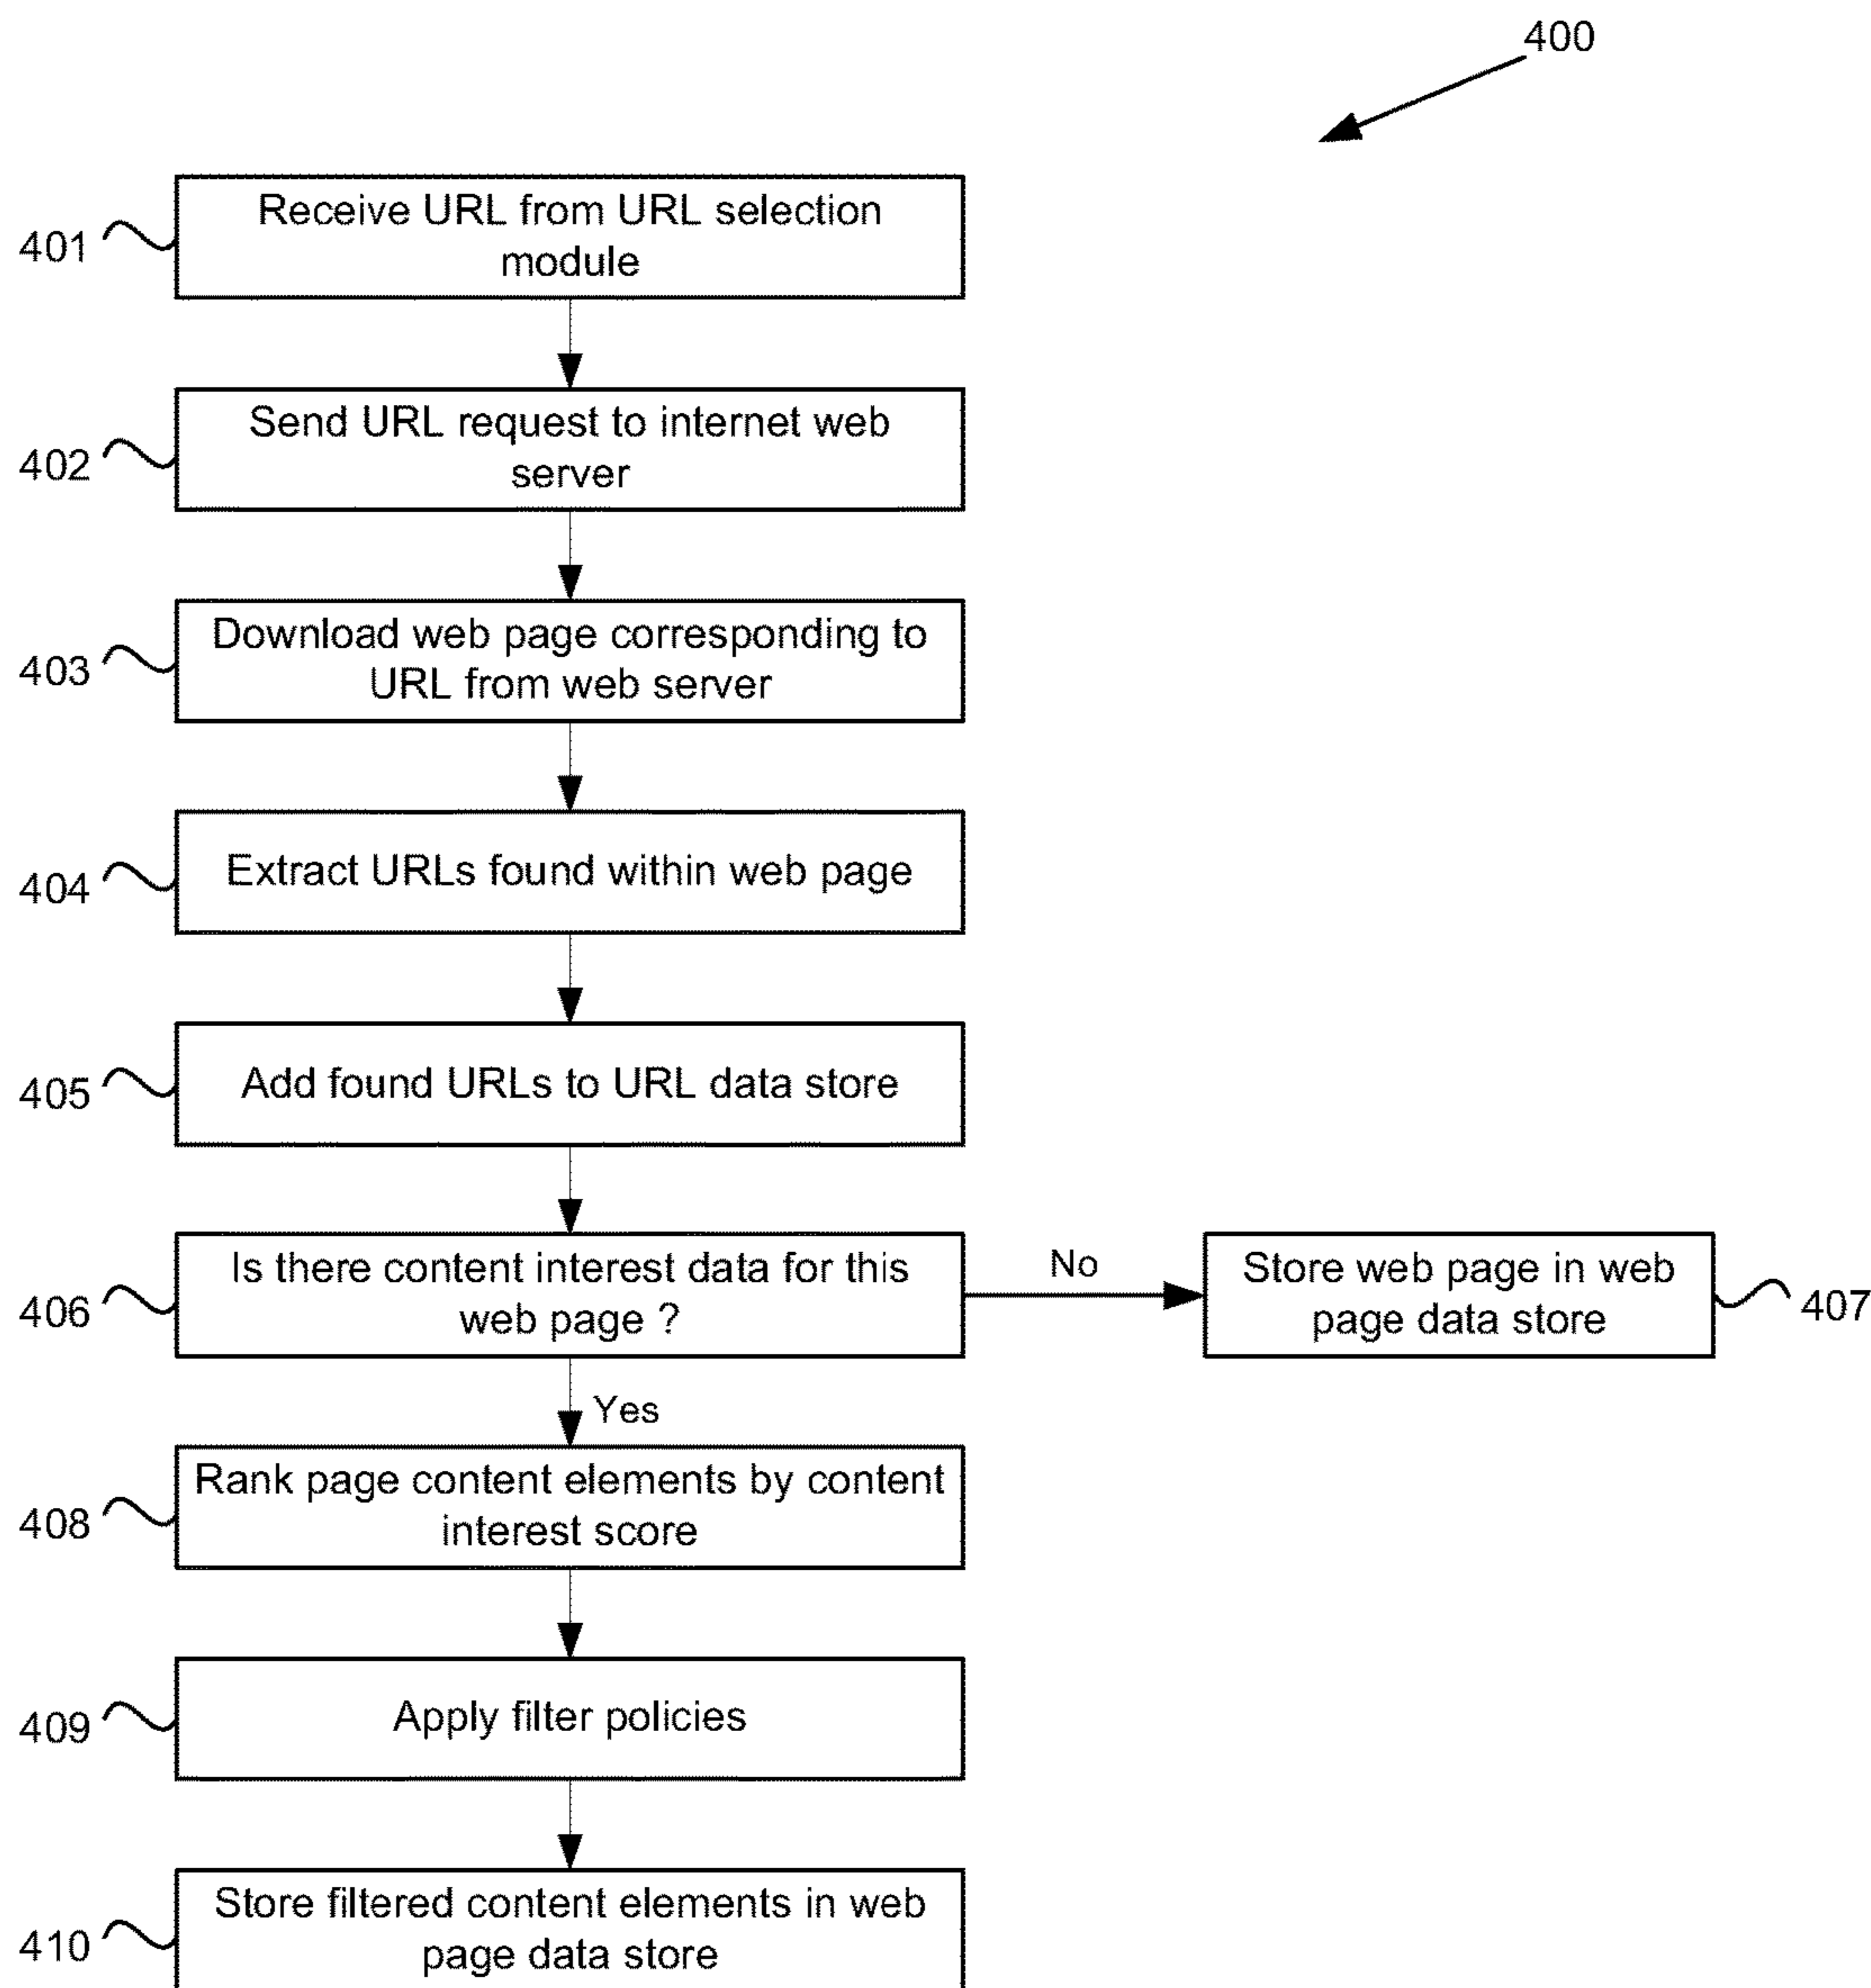 400
Receive URL from URL selection
module
401
Send URL request to internet web
server
402
Download web page corresponding to
URL from web server
403
Extract URLs found within web page
404
Add found URLs to URL data store
405
Is there content interest data for this
web page ?
406
No
Store web page in web
page data store
407
Yes
Rank page content elements by content
interest score
408
Apply filter policies
409
Store filtered content elements in web
page data store
410